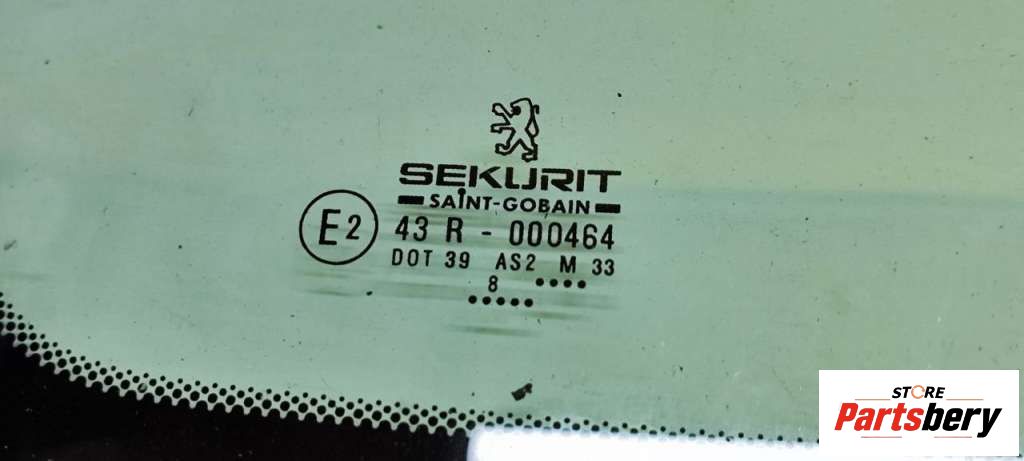 SEKURIT
SAINT-GOBAIN
E2
43 R - 000464
DOT 39 AS2 M 33
8 ....
.....
STORE
Partsbery